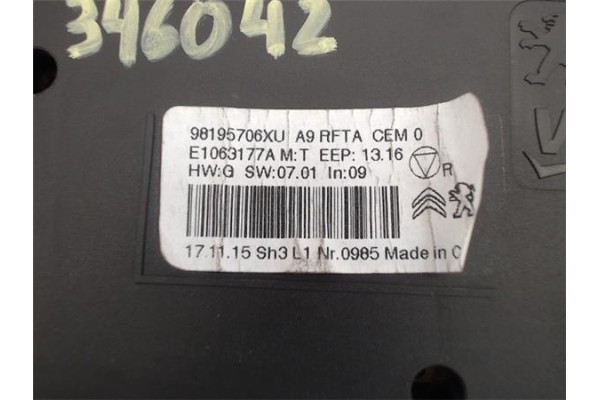 346042
98195706XU A9 RFTA CEM 0
E1063177A M:T EEP: 13.16
R
HW:G SW:07.01 In:09
17.11.15 Sh3 L1 Nr.0985 Made in C